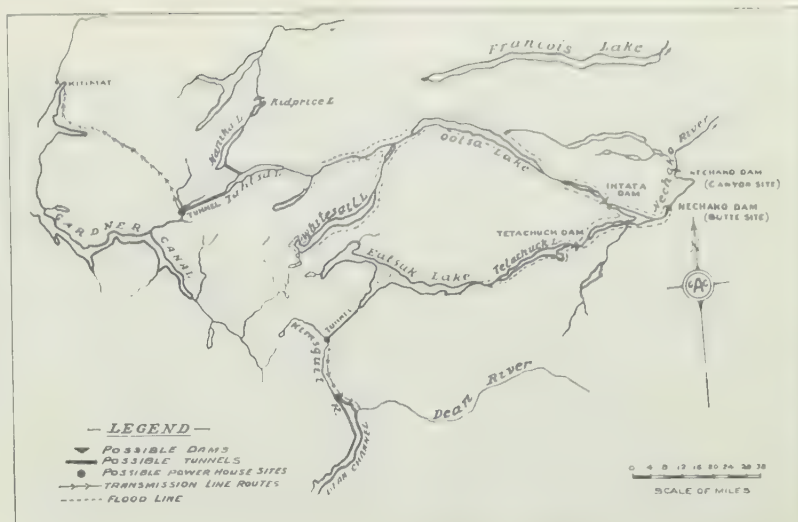 Francois Lake
KITIMAT
Kidprice L
Nanika L
Ootsa-Lake
River
Nechako
NECHAKO DAM
(CANYON SITE)
INTATA
DAM
TUNNEL
Tahtsa L.
Whitesail L
NECHAKO DAM
(BUTTE SITE)
GARDNER CANAL
TETACHUCK DAM
Tetachuck L
Eutsuk Lake
CAC
TUNNEL
Kimsquit
R.
Dean River
CHANNEL
— LEGEND —
POSSIBLE DAMS
POSSIBLE TUNNELS
POSSIBLE POWER HOUSE SITES
TRANSMISSION LINE ROUTES
FLOOD LINE
0 4 8 12 16 20 24 28 32 36
SCALE OF MILES